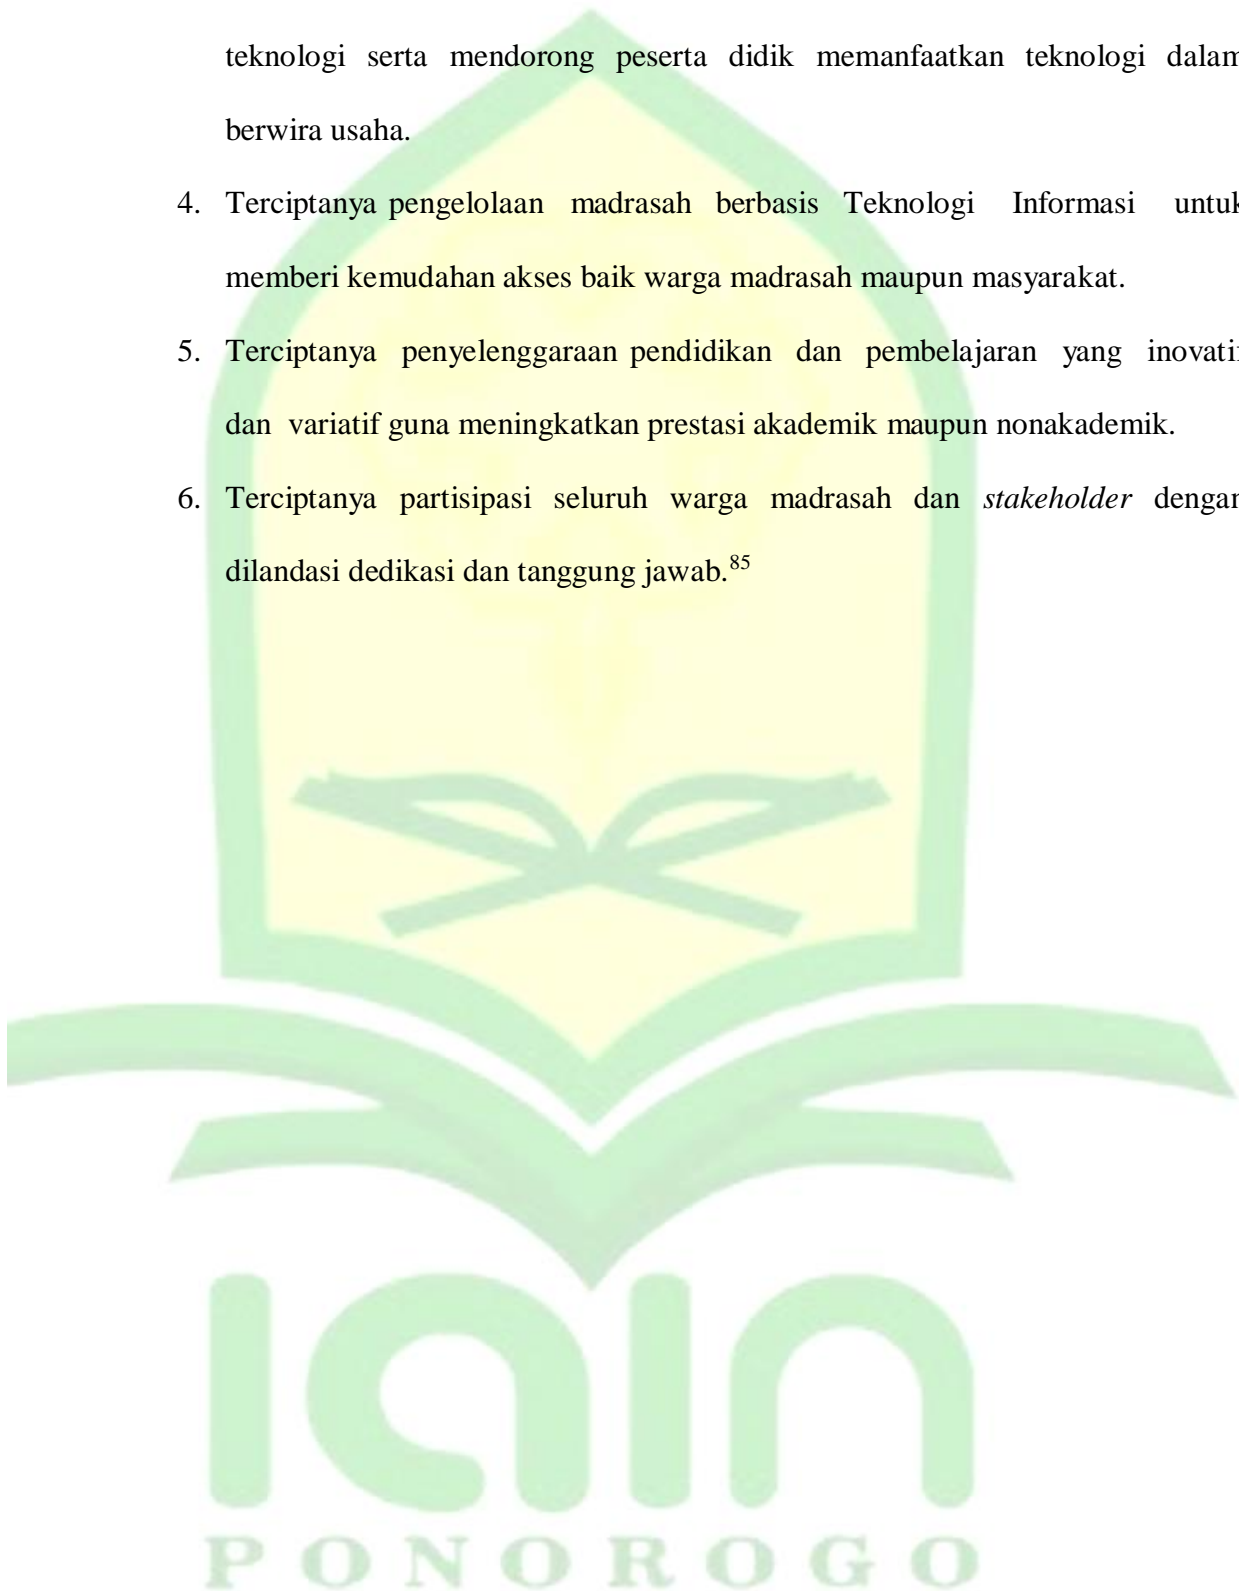 teknologi serta mendorong peserta didik memanfaatkan teknologi dalam
berwira usaha.
4. Terciptanya pengelolaan madrasah berbasis Teknologi Informasi untuk
memberi kemudahan akses baik warga madrasah maupun masyarakat.
5. Terciptanya penyelenggaraan pendidikan dan pembelajaran yang inovatif
dan variatif guna meningkatkan prestasi akademik maupun nonakademik.
6. Terciptanya partisipasi seluruh warga madrasah dan stakeholder dengan
dilandasi dedikasi dan tanggung jawab.85
iain
PONOROGO